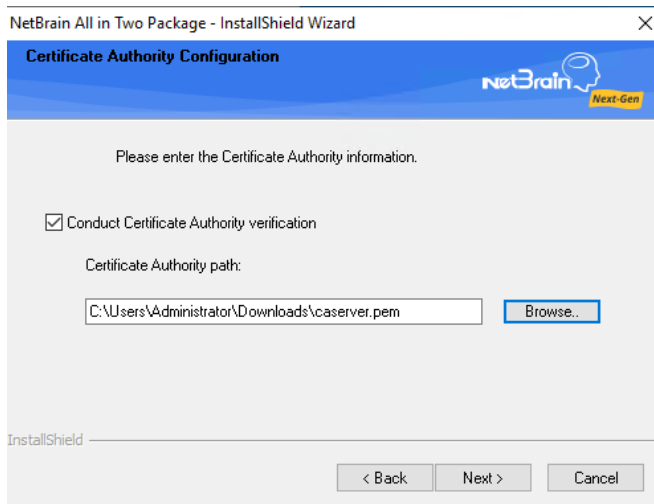 NetBrain All in Two Package - InstallShield Wizard
Certificate Authority Configuration
NetBrain
Next-Gen
Please enter the Certificate Authority information.
Conduct Certificate Authority verification
Certificate Authority path:
C:\Users\Administrator\Downloads\caserver.pem
Browse..
InstallShield
< Back
Next >
Cancel